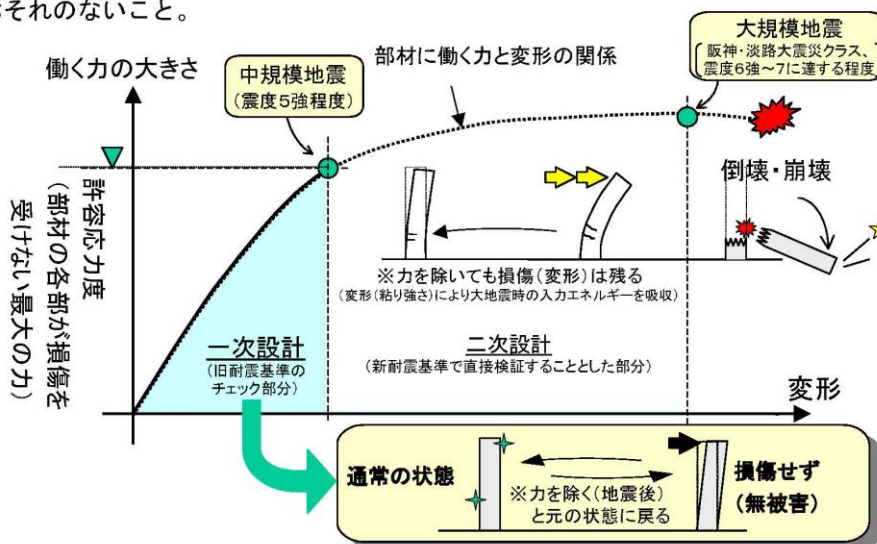 おそれのないこと。
大規模地震
阪神・淡路大震災クラス、
震度6強~7に達する程度
働く力の大きさ
中規模地震
(震度5強程度)
部材に働く力と変形の関係
倒壊・崩壊
許容応力度
(部材の各部が損傷を
受けない最大の力)
※力を除いても損傷(変形)は残る
(変形(粘り強さ)により大地震時の入力エネルギーを吸収)
一次設計
(旧耐震基準の
チェック部分)
二次設計
(新耐震基準で直接検証することとした部分)
変形
通常の状態
※力を除く(地震後)
と元の状態に戻る
損傷せず
(無被害)